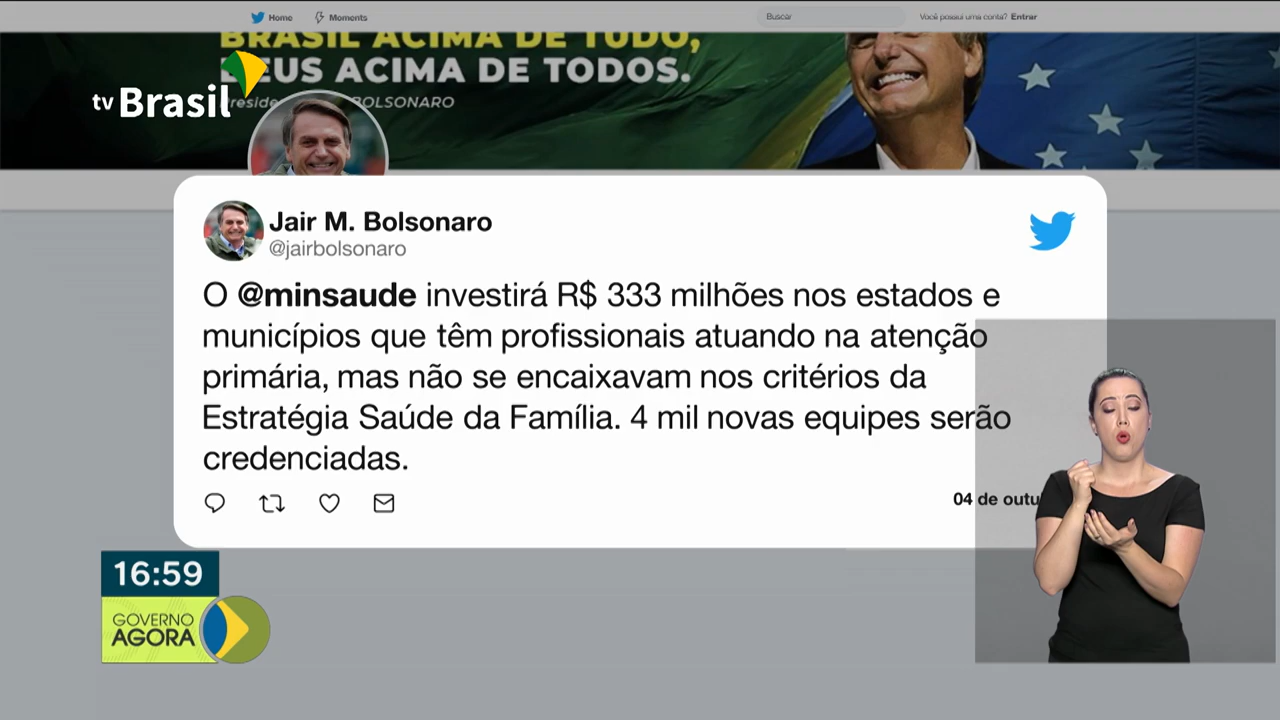 Home
Moments
Buscar
Você possui uma conta? Entrar
BRASIL ACIMA DE TUDO,
DEUS ACIMA DE TODOS.
BOLSONARO
tv Brasil
Jair M. Bolsonaro
@jairbolsonaro
O @minsaude investirá R$ 333 milhões nos estados e
municípios que têm profissionais atuando na atenção
primária, mas não se encaixavam nos critérios da
Estratégia Saúde da Família. 4 mil novas equipes serão
credenciadas.
04 de outu
16:59
GOVERNO
AGORA